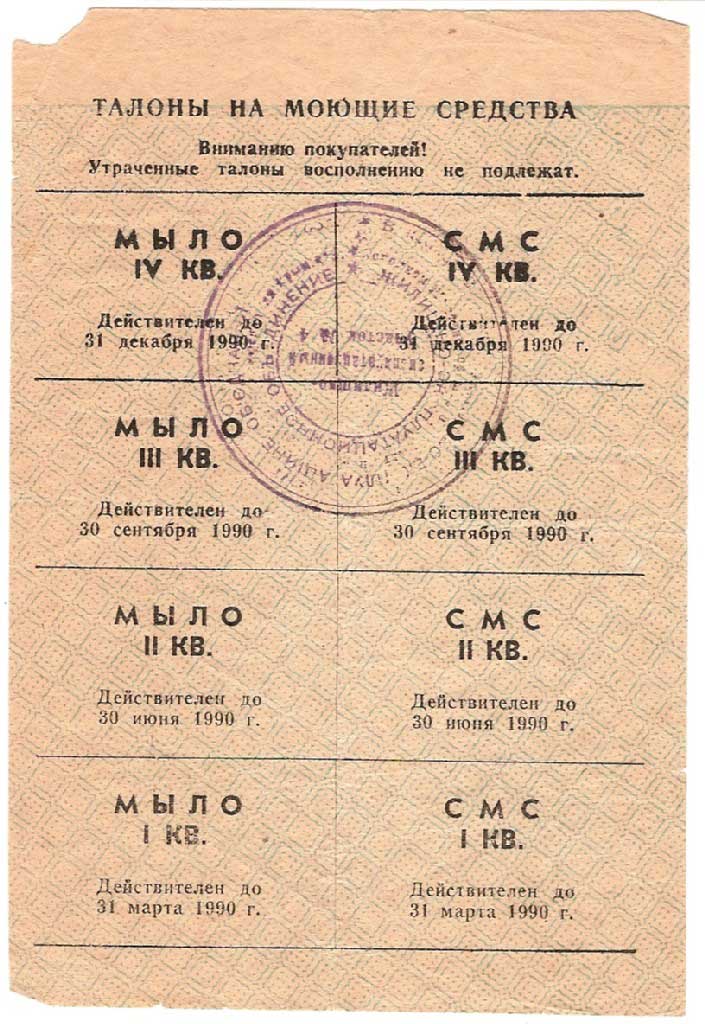 ТАЛОНЫ НА МОЮЩИЕ СРЕДСТВА
Вниманию покупателей!
Утраченные талоны восполнению не подлежат.
МЫЛО
IV КВ.
Действителен до
31 декабря 1990 г.
СМС
IV КВ.
Действителен до
31 декабря 1990 г.
МЫЛО
III КВ.
Действителен до
30 сентября 1990 г.
СМС
III КВ.
Действителен до
30 сентября 1990 г.
МЫЛО
II КВ.
Действителен до
30 июня 1990 г.
СМС
II КВ.
Действителен до
30 июня 1990 г.
МЫЛО
I КВ.
Действителен до
31 марта 1990 г.
СМС
I КВ.
Действителен до
31 марта 1990 г.